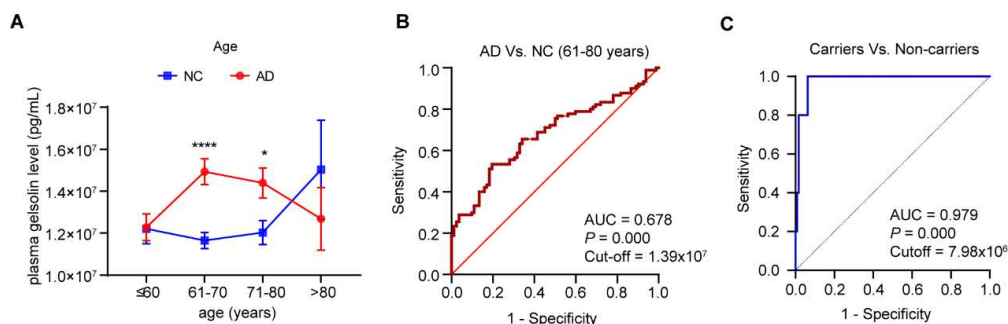 A
Age
NC
AD
plasma gelsolin level (pg/mL)
1.8×10⁷
1.6×10⁷
1.4×10⁷
1.2×10⁷
1.0×10⁷
****
*
≤60
61-70
71-80
>80
age (years)
B
AD Vs. NC (61-80 years)
Sensitivity
1.0
0.8
0.6
0.4
0.2
0.0
AUC = 0.678
P = 0.000
Cut-off = 1.39x10⁷
0.0 0.2 0.4 0.6 0.8 1.0
1 - Specificity
C
Carriers Vs. Non-carriers
Sensitivity
1.0
0.8
0.6
0.4
0.2
0.0
AUC = 0.979
P = 0.000
Cutoff = 7.98x10⁶
0.0 0.2 0.4 0.6 0.8 1.0
1 - Specificity